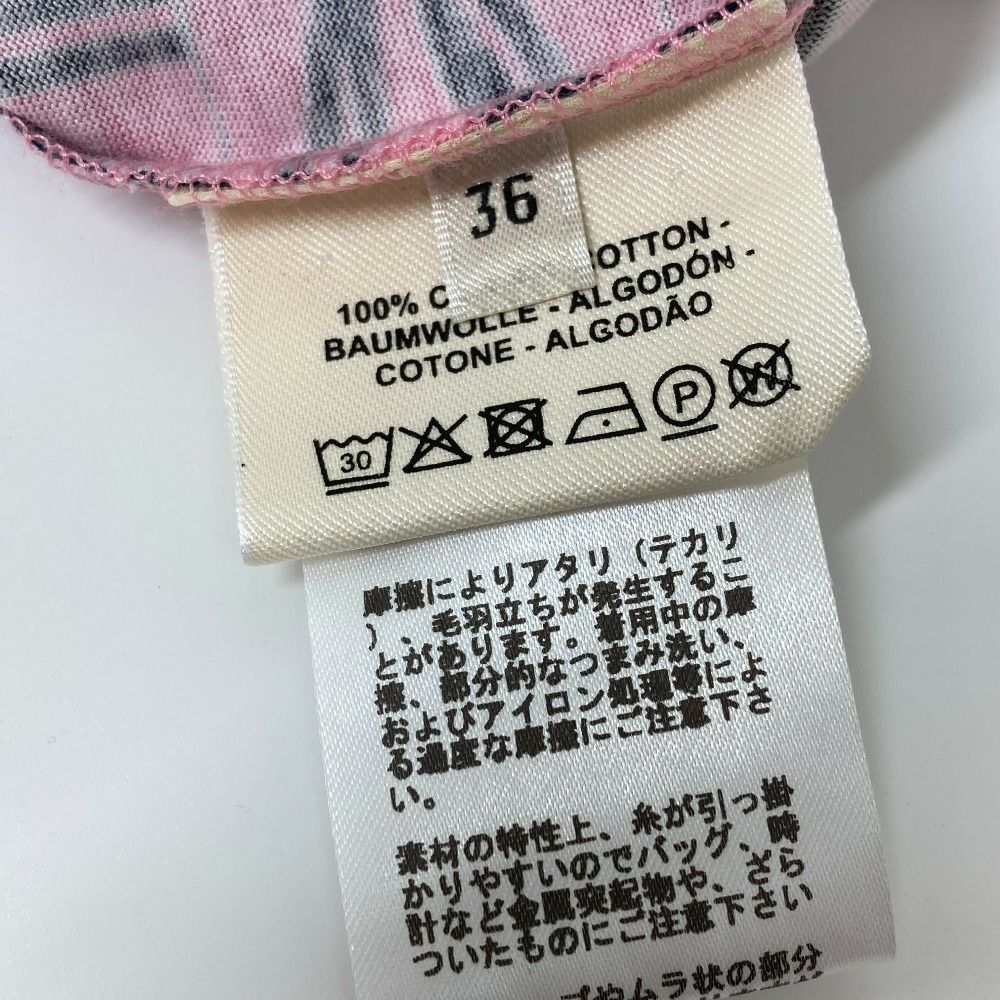 36
100% COTTON -
BAUMWOLLE - ALGODÓN -
COTONE - ALGODÃO
30
P
W
摩擦によりアタリ（テカリ
）、毛羽立ちが発生するこ
とがあります。着用中の摩
擦、部分的なつまみ洗い、
およびアイロン処理等によ
る過度な摩擦にご注意下さ
い。
素材の特性上、糸が引っ掛
かりやすいのでバッグ、時
計など金属突起物や、ざら
ついたものにご注意下さい
ムラ状の部分